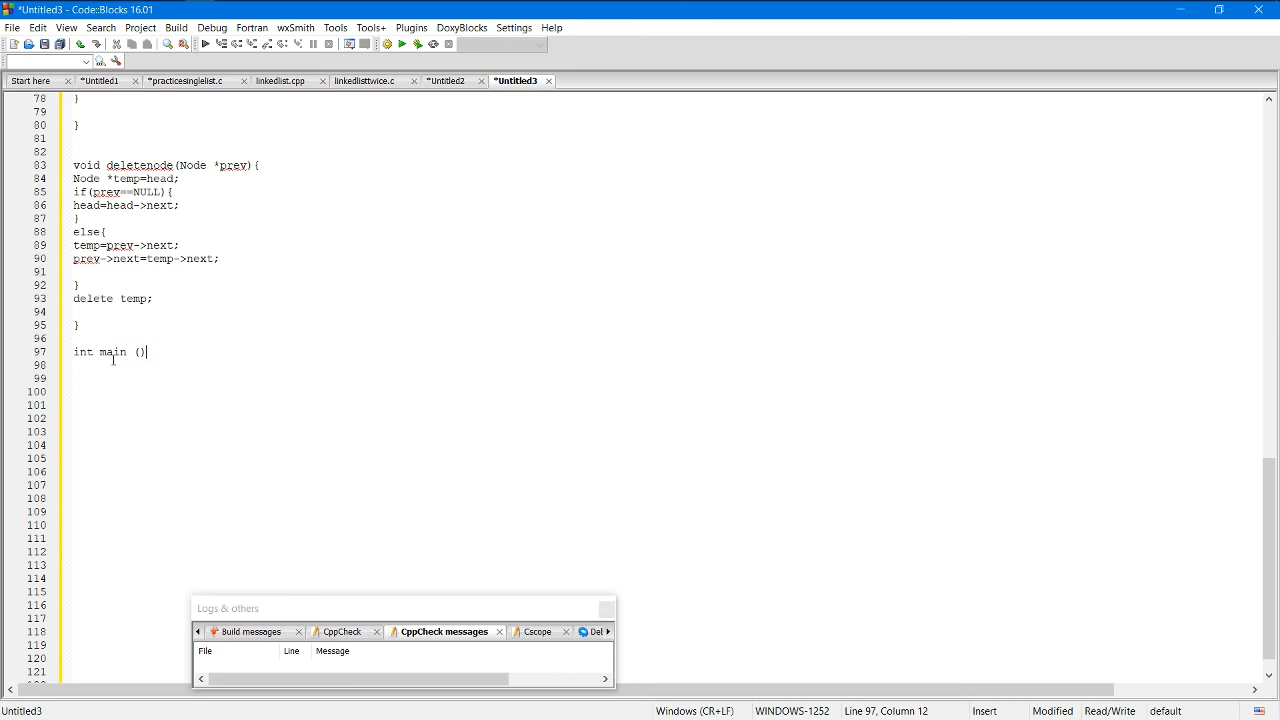 *Untitled3 - Code::Blocks 16.01
File Edit View Search Project Build Debug Fortran wxSmith Tools Tools+ Plugins DoxyBlocks Settings Help
Start here *Untitled1 *practicesinglelist.c linkedlist.cpp linkedlisttwice.c *Untitled2 *Untitled3
78 }
79
80 }
81
82
83 void deletenode(Node *prev){
84 Node *temp=head;
85 if(prev==NULL){
86 head=head->next;
87 }
88 else{
89 temp=prev->next;
90 prev->next=temp->next;
91
92 }
93 delete temp;
94
95 }
96
97 int main ()
98
99
100
101
102
103
104
105
106
107
108
109
110
111
112
113
114
115
116
117
118
119
120
121
Logs & others
Build messages CppCheck CppCheck messages Cscope Del
File Line Message
Untitled3 Windows (CR+LF) WINDOWS-1252 Line 97, Column 12 Insert Modified Read/Write default